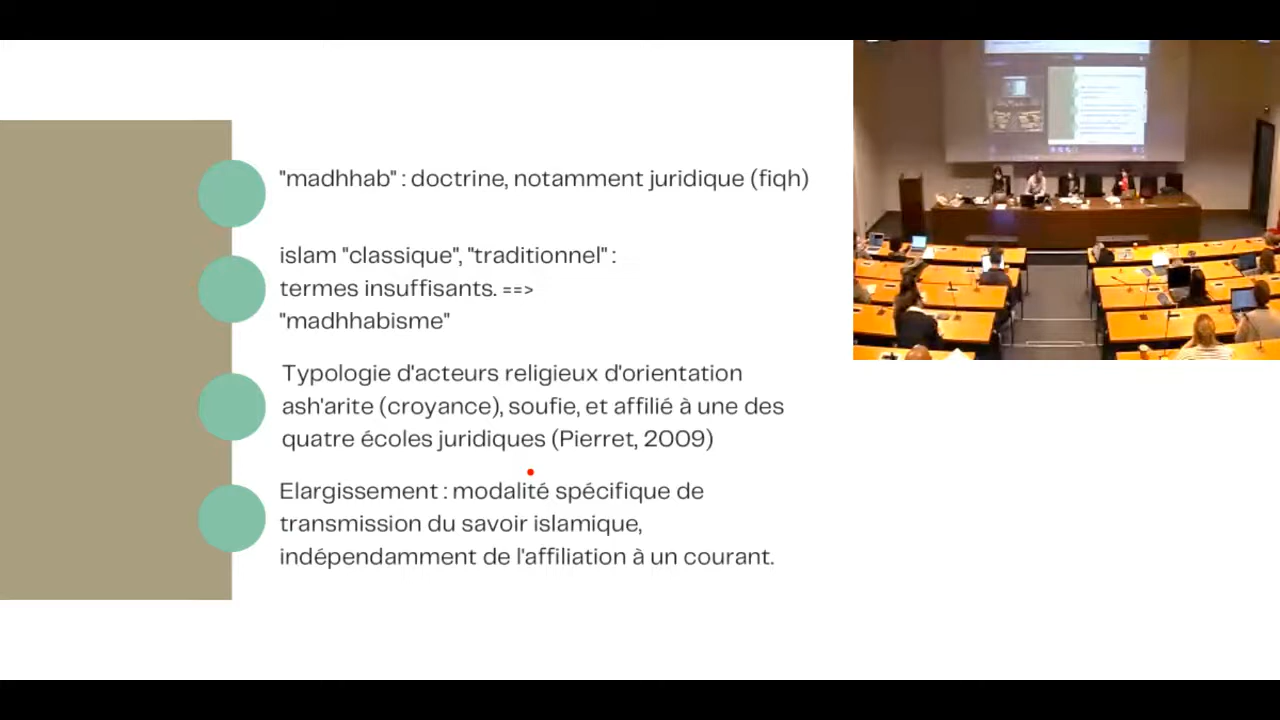 "madhhab" : doctrine, notamment juridique (fiqh)
islam "classique", "traditionnel" :
termes insuffisants. ==>
"madhhabisme"
Typologie d'acteurs religieux d'orientation
ash'arite (croyance), soufie, et affilié à une des
quatre écoles juridiques (Pierret, 2009)
Elargissement : modalité spécifique de
transmission du savoir islamique,
indépendamment de l'affiliation à un courant.